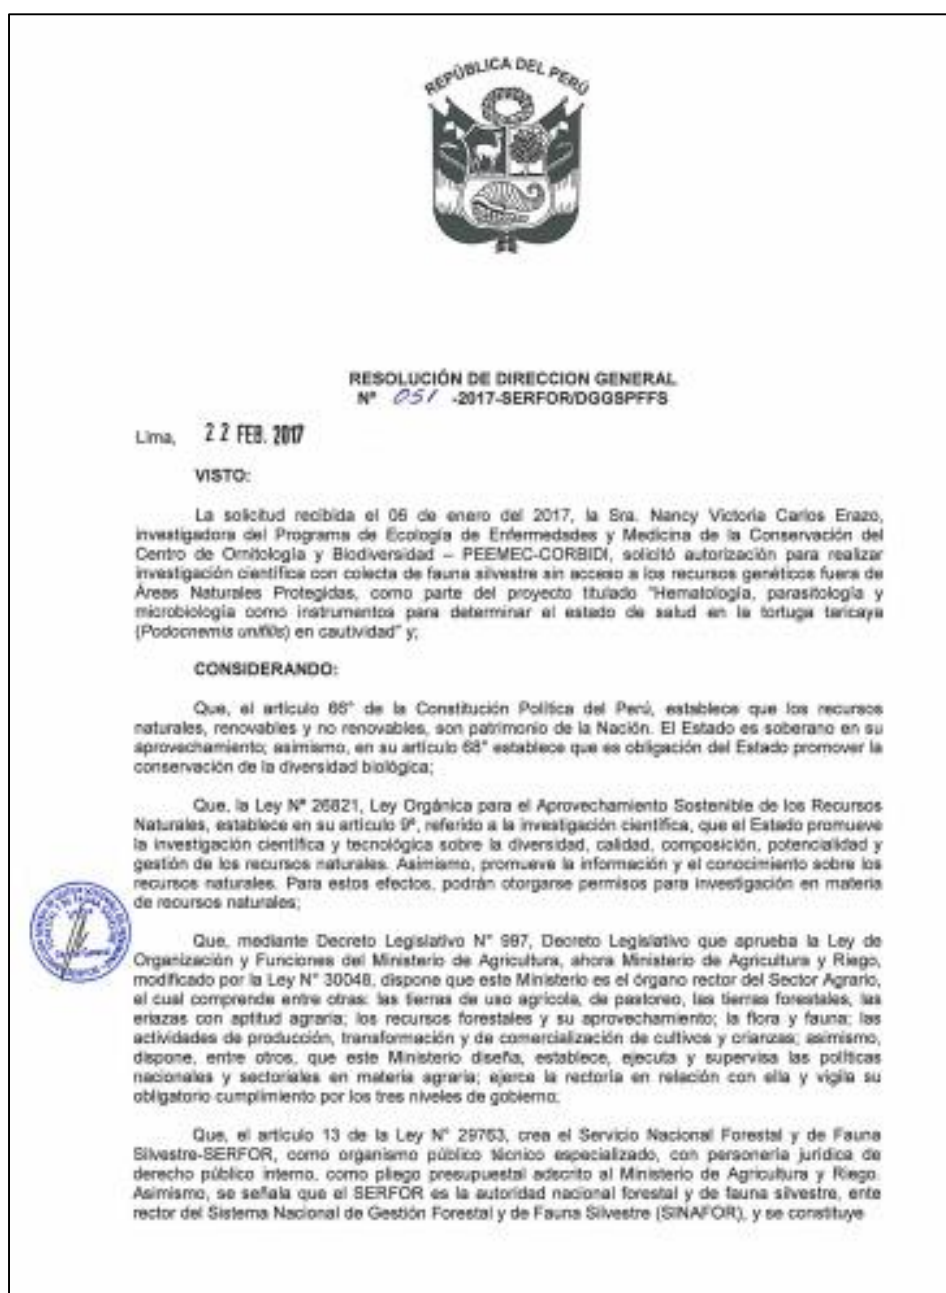 REPÚBLICA DEL PERÚ
RESOLUCIÓN DE DIRECCION GENERAL
Nº 051 -2017-SERFOR/DGGSPFFS
Lima, 22 FEB. 2017
VISTO:
La solicitud recibida el 06 de enero del 2017, la Sra. Nancy Victoria Carlos Erazo,
investigadora del Programa de Ecología de Enfermedades y Medicina de la Conservación del
Centro de Ornitología y Biodiversidad – PEEMEC-CORBIDI, solicitó autorización para realizar
investigación científica con colecta de fauna silvestre sin acceso a los recursos genéticos fuera de
Áreas Naturales Protegidas, como parte del proyecto titulado "Hematología, parasitología y
microbiología como instrumentos para determinar el estado de salud en la tortuga taricaya
(Podocnemis unifilis) en cautividad" y;
CONSIDERANDO:
Que, el artículo 66° de la Constitución Política del Perú, establece que los recursos
naturales, renovables y no renovables, son patrimonio de la Nación. El Estado es soberano en su
aprovechamiento; asimismo, en su artículo 68° establece que es obligación del Estado promover la
conservación de la diversidad biológica;
Que, la Ley Nº 26821, Ley Orgánica para el Aprovechamiento Sostenible de los Recursos
Naturales, establece en su artículo 9º, referido a la investigación científica, que el Estado promueve
la investigación científica y tecnológica sobre la diversidad, calidad, composición, potencialidad y
gestión de los recursos naturales. Asimismo, promueve la información y el conocimiento sobre los
recursos naturales. Para estos efectos, podrán otorgarse permisos para investigación en materia
de recursos naturales;
Que, mediante Decreto Legislativo N° 997, Decreto Legislativo que aprueba la Ley de
Organización y Funciones del Ministerio de Agricultura, ahora Ministerio de Agricultura y Riego,
modificado por la Ley N° 30048, dispone que este Ministerio es el órgano rector del Sector Agrario,
el cual comprende entre otras: las tierras de uso agrícola, de pastoreo, las tierras forestales, las
eriazas con aptitud agraria; los recursos forestales y su aprovechamiento; la flora y fauna; las
actividades de producción, transformación y de comercialización de cultivos y crianzas; asimismo,
dispone, entre otros, que este Ministerio diseña, establece, ejecuta y supervisa las políticas
nacionales y sectoriales en materia agraria; ejerce la rectoría en relación con ella y vigila su
obligatorio cumplimiento por los tres niveles de gobierno;
Que, el artículo 13 de la Ley N° 29763, crea el Servicio Nacional Forestal y de Fauna
Silvestre-SERFOR, como organismo público técnico especializado, con personería jurídica de
derecho público interno, como pliego presupuestal adscrito al Ministerio de Agricultura y Riego.
Asimismo, se señala que el SERFOR es la autoridad nacional forestal y de fauna silvestre, ente
rector del Sistema Nacional de Gestión Forestal y de Fauna Silvestre (SINAFOR), y se constituye